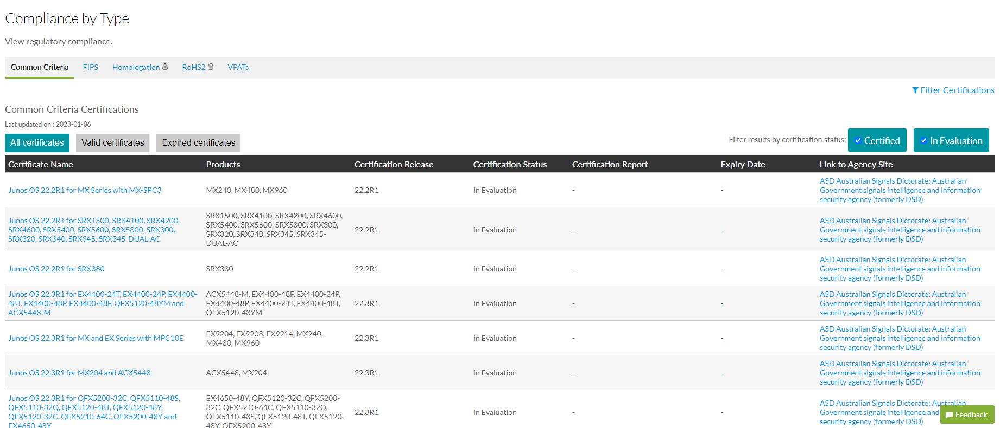 Compliance by Type
View regulatory compliance.
Common Criteria FIPS Homologation RoHS2 VPATs
Filter Certifications
Common Criteria Certifications
Last updated on : 2023-01-06
All certificates Valid certificates Expired certificates
Filter results by certification status: Certified In Evaluation
Certificate Name Products Certification Release Certification Status Certification Report Expiry Date Link to Agency Site
Junos OS 22.2R1 for MX Series with MX-SPC3
MX240, MX480, MX960
22.2R1
In Evaluation
-
-
ASD Australian Signals Dictorate: Australian
Government signals intelligence and information
security agency (formerly DSD)
Junos OS 22.2R1 for SRX1500, SRX4100, SRX4200,
SRX4600, SRX5400, SRX5600, SRX5800, SRX300,
SRX320, SRX340, SRX345, SRX345-DUAL-AC
SRX1500, SRX4100, SRX4200, SRX4600,
SRX5400, SRX5600, SRX5800, SRX300,
SRX320, SRX340, SRX345, SRX345-
DUAL-AC
22.2R1
In Evaluation
-
-
ASD Australian Signals Dictorate: Australian
Government signals intelligence and information
security agency (formerly DSD)
Junos OS 22.2R1 for SRX380
SRX380
22.2R1
In Evaluation
-
-
ASD Australian Signals Dictorate: Australian
Government signals intelligence and information
security agency (formerly DSD)
Junos OS 22.3R1 for EX4400-24T, EX4400-24P, EX4400-
48T, EX4400-48P, EX4400-48F, QFX5120-48YM and
ACX5448-M
ACX5448-M, EX4400-48F, EX4400-24P,
EX4400-48P, EX4400-24T, EX4400-48T,
QFX5120-48YM
22.3R1
In Evaluation
-
-
ASD Australian Signals Dictorate: Australian
Government signals intelligence and information
security agency (formerly DSD)
Junos OS 22.3R1 for MX and EX Series with MPC10E
EX9204, EX9208, EX9214, MX240,
MX480, MX960
22.3R1
In Evaluation
-
-
ASD Australian Signals Dictorate: Australian
Government signals intelligence and information
security agency (formerly DSD)
Junos OS 22.3R1 for MX204 and ACX5448
ACX5448, MX204
22.3R1
In Evaluation
-
-
ASD Australian Signals Dictorate: Australian
Government signals intelligence and information
security agency (formerly DSD)
Junos OS 22.3R1 for QFX5200-32C, QFX5110-48S,
QFX5110-32Q, QFX5120-48T, QFX5120-48Y,
QFX5120-32C, QFX5210-64C, QFX5200-48Y and
EX4650-48Y
EX4650-48Y, QFX5120-32C, QFX5200-
32C, QFX5210-64C, QFX5110-32Q,
QFX5110-48S, QFX5120-48T, QFX5120-
48Y, QFX5200-48Y
22.3R1
In Evaluation
-
-
ASD Australian Signals Dictorate: Australian
Government signals intelligence and
security agency (formerly DSD)
Feedback